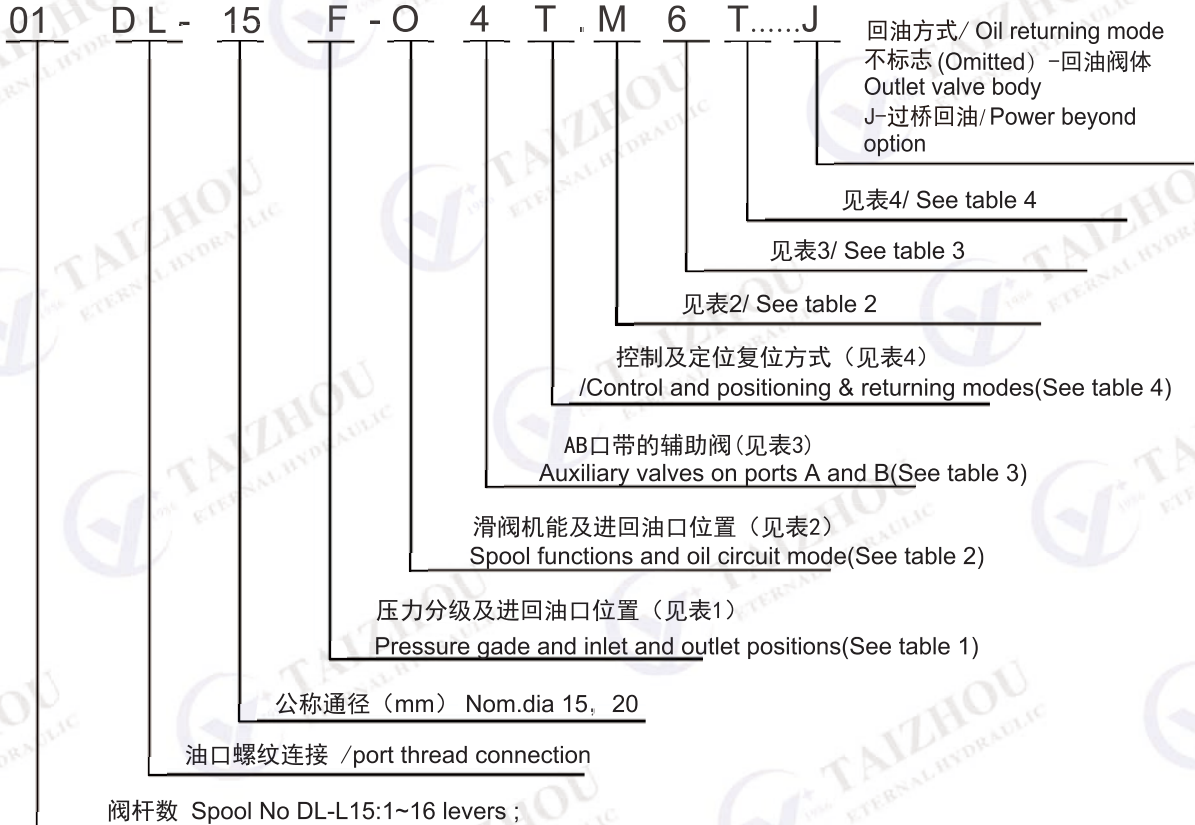 01 DL-15 F-O 4 T.M 6 T......J
回油方式/ Oil returning mode
不标志 (Omitted）-回油阀体
Outlet valve body
J-过桥回油/ Power beyond
option
见表4/ See table 4
见表3/ See table 3
见表2/ See table 2
控制及定位复位方式（见表4）
/Control and positioning & returning modes(See table 4)
AB口带的辅助阀(见表3)
Auxiliary valves on ports A and B(See table 3)
滑阀机能及进回油口位置（见表2）
Spool functions and oil circuit mode(See table 2)
压力分级及进回油口位置（见表1）
Pressure gade and inlet and outlet positions(See table 1)
公称通径（mm） Nom.dia 15，20
油口螺纹连接 /port thread connection
阀杆数 Spool No DL-L15:1~16 levers ;
TAIZHOU
ETERNAL HYDRAULIC
1986